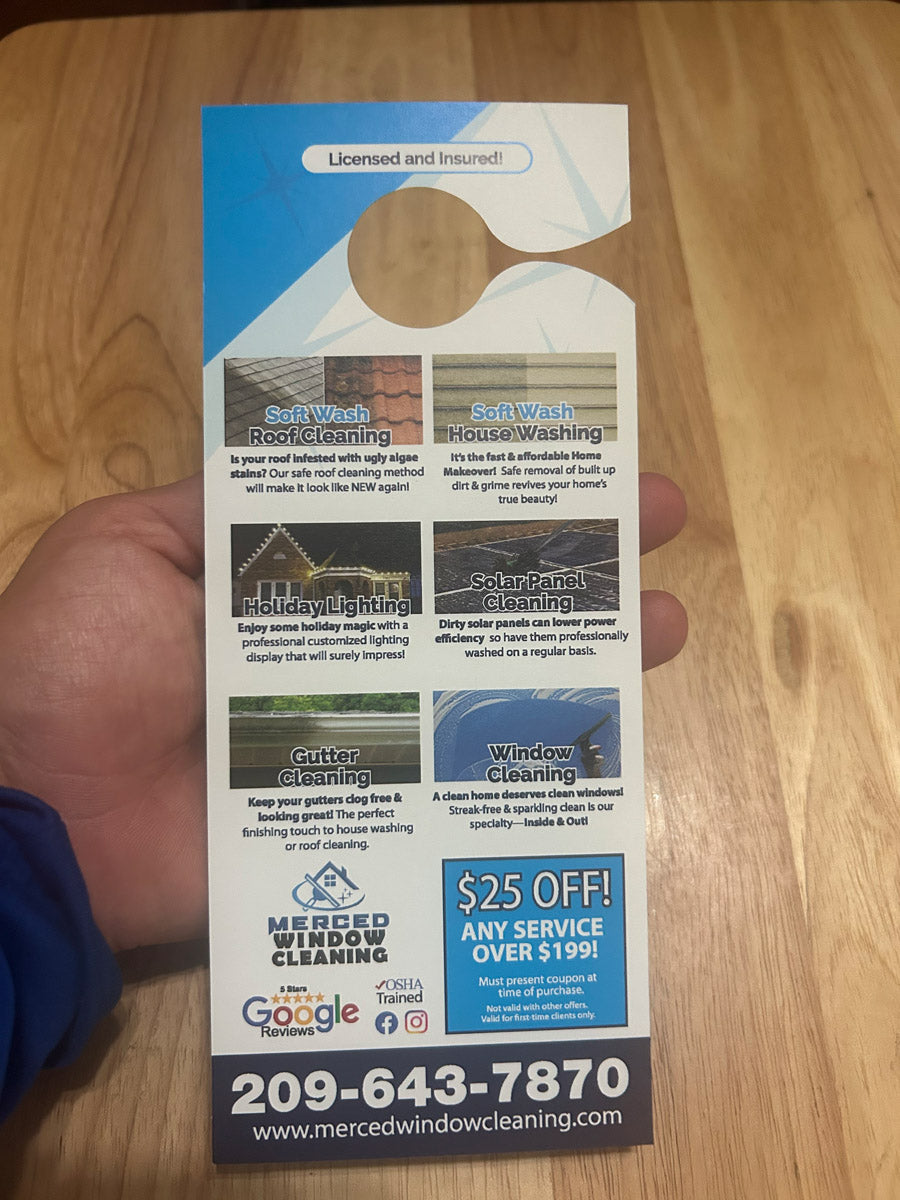 Licensed and Insured!
Soft Wash
Roof Cleaning
Is your roof infested with ugly algae
stains? Our safe roof cleaning method
will make it look like NEW again!
Soft Wash
House Washing
It's the fast & affordable Home
Makeover! Safe removal of built up
dirt & grime revives your home's
true beauty!
Holiday Lighting
Enjoy some holiday magic with a
professional customized lighting
display that will surely impress!
Solar Panel
Cleaning
Dirty solar panels can lower power
efficiency so have them professionally
washed on a regular basis.
Gutter
Cleaning
Keep your gutters clog free &
looking great! The perfect
finishing touch to house washing
or roof cleaning.
Window
Cleaning
A clean home deserves clean windows!
Streak-free & sparkling clean is our
specialty—Inside & Out!
MERCED
WINDOW
CLEANING
5 Stars
Google
Reviews
OSHA
Trained
$25 OFF!
ANY SERVICE
OVER $199!
Must present coupon at
time of purchase.
Not valid with other offers.
Valid for first-time clients only.
209-643-7870
www.mercedwindowcleaning.com